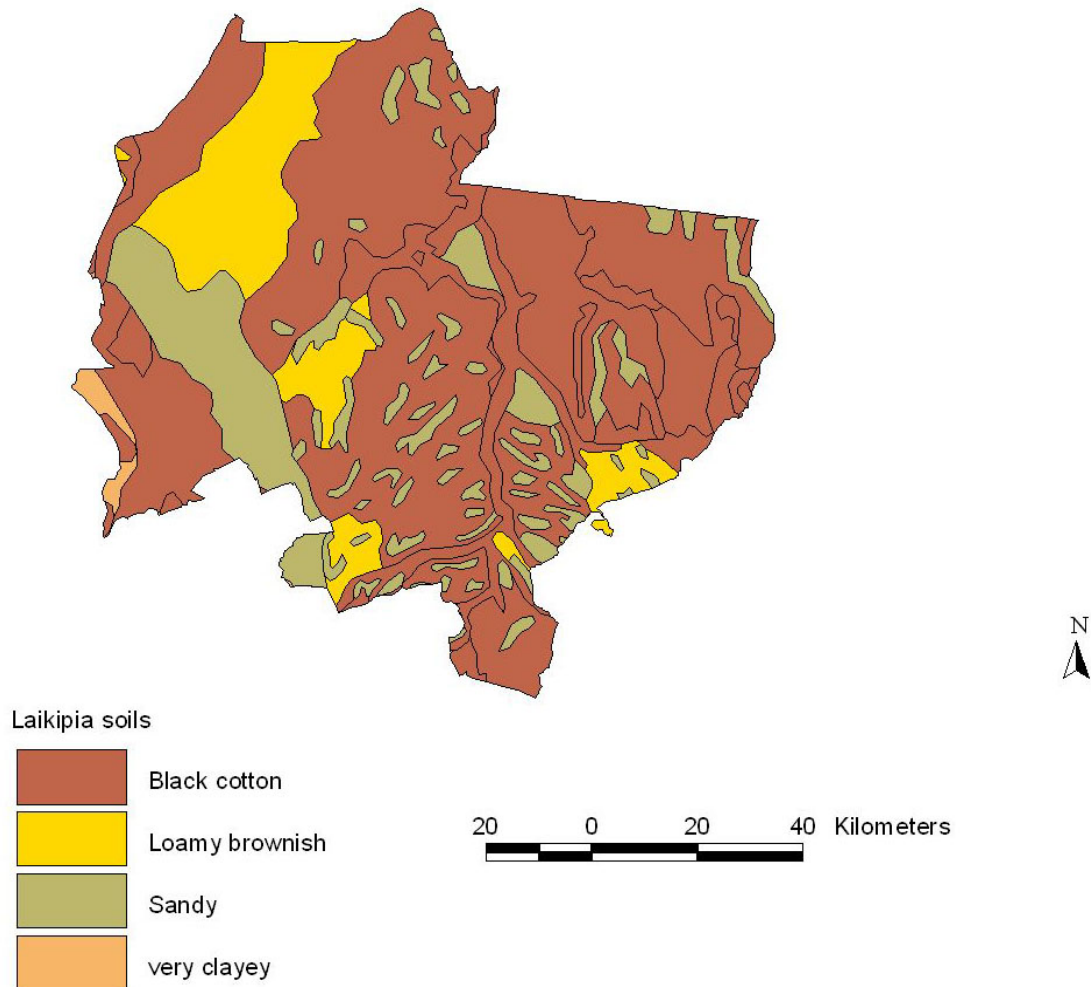 N
Laikipia soils
Black cotton
Loamy brownish
Sandy
very clayey
20 0 20 40 Kilometers